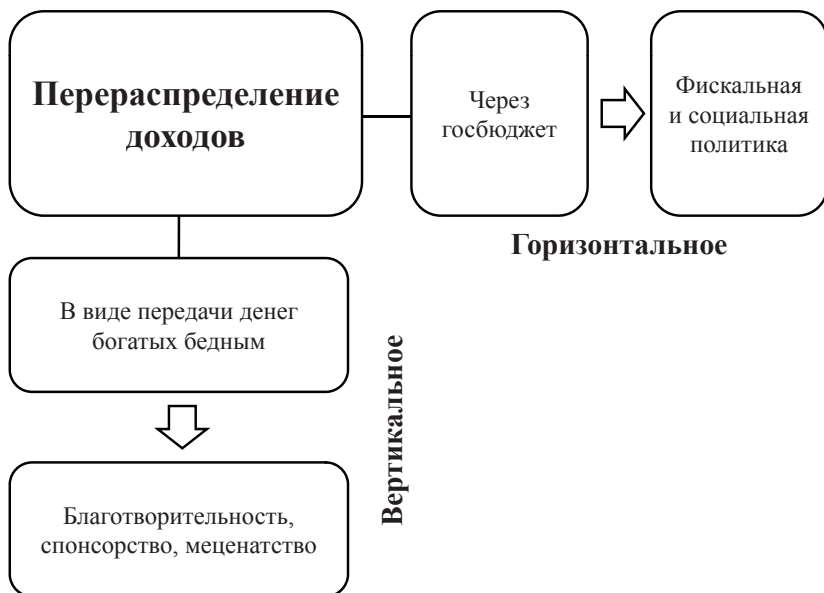 Перераспределение
доходов
Через
госбюджет
Фискальная
и социальная
политика
Горизонтальное
В виде передачи денег
богатых бедным
Вертикальное
Благотворительность,
спонсорство, меценатство